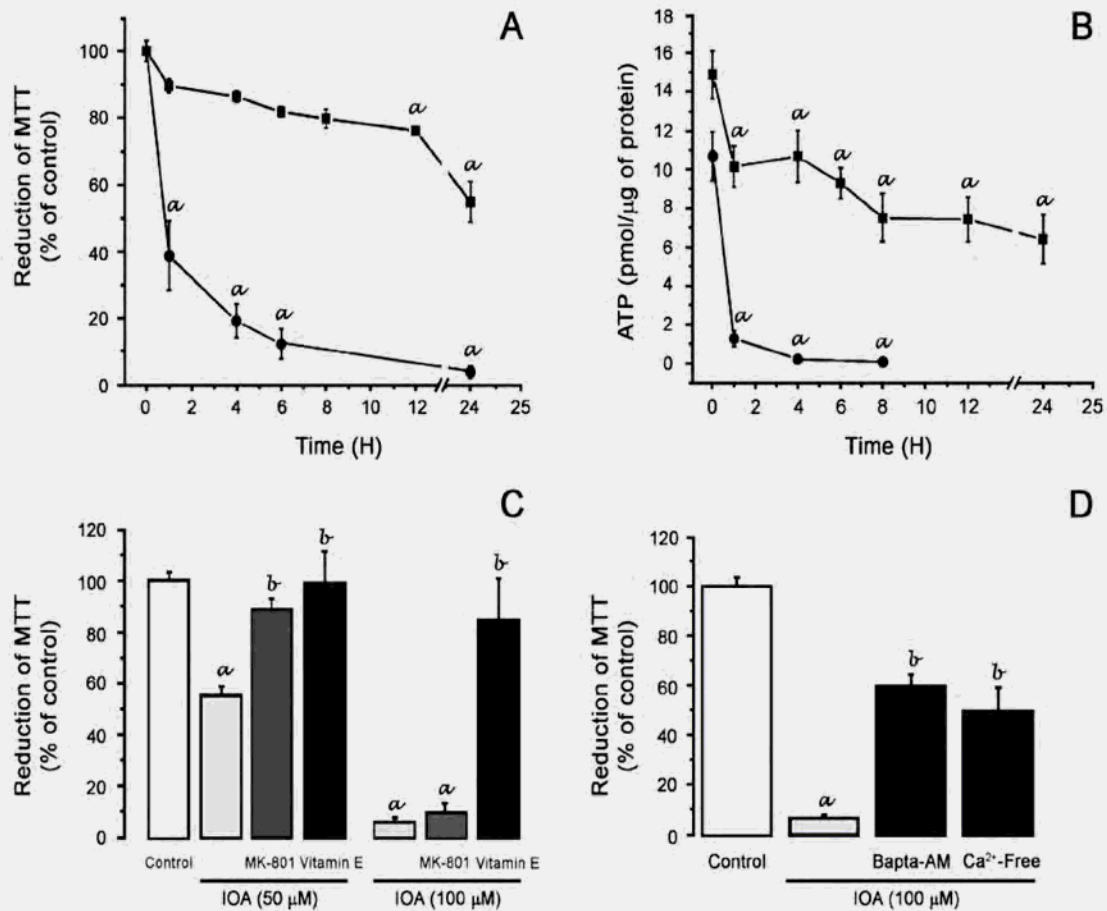 A
Reduction of MTT
(% of control)
100
80
60
40
20
0
a
a
a
a
a
a
0 2 4 6 8 10 12 24 25
Time (H)
B
ATP (pmol/μg of protein)
18
16
14
12
10
8
6
4
2
0
a
a
a
a
a
a
a
a
a
0 2 4 6 8 10 12 24 25
Time (H)
C
Reduction of MTT
(% of control)
120
100
80
60
40
20
0
a
b
b
a
a
b
Control MK-801 Vitamin E MK-801 Vitamin E
IOA (50 μM) IOA (100 μM)
D
Reduction of MTT
(% of control)
120
100
80
60
40
20
0
a
b
b
Control Bapta-AM Ca²⁺-Free
IOA (100 μM)